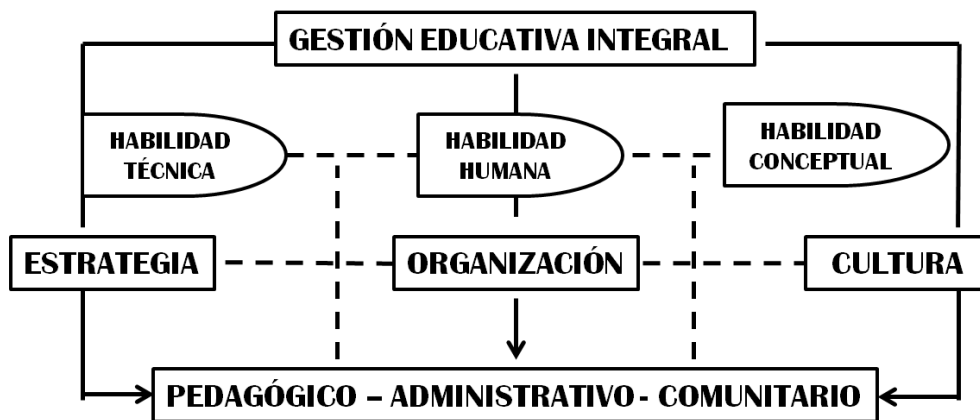 GESTIÓN EDUCATIVA INTEGRAL
HABILIDAD
TÉCNICA
HABILIDAD
HUMANA
HABILIDAD
CONCEPTUAL
ESTRATEGIA
ORGANIZACIÓN
CULTURA
PEDAGÓGICO – ADMINISTRATIVO - COMUNITARIO